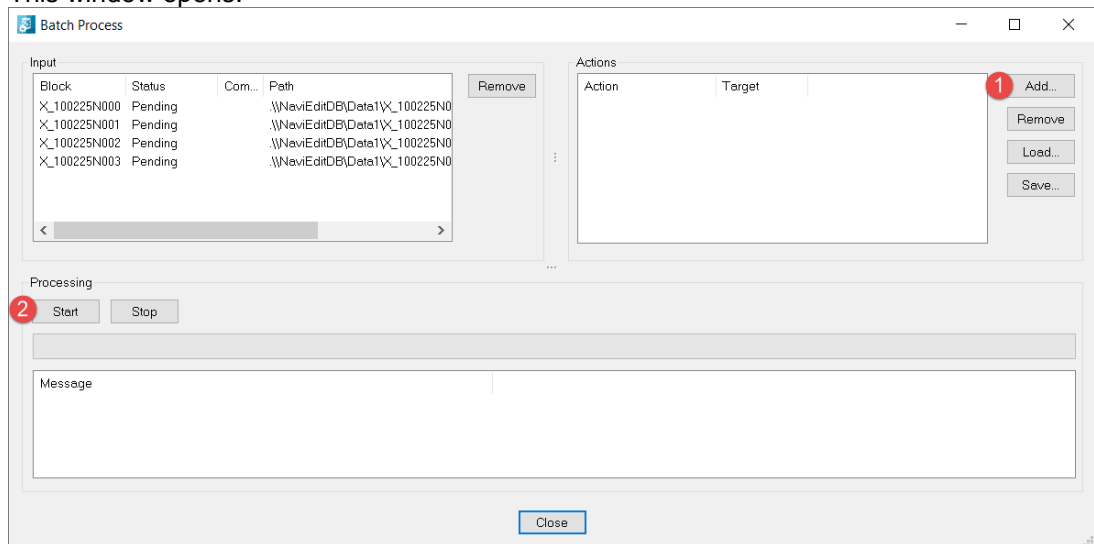 This window opens:
Batch Process
Input
Block Status Com... Path
X_100225N000 Pending .\\NaviEditDB\Data1\X_100225N0
X_100225N001 Pending .\\NaviEditDB\Data1\X_100225N0
X_100225N002 Pending .\\NaviEditDB\Data1\X_100225N0
X_100225N003 Pending .\\NaviEditDB\Data1\X_100225N0
Remove
Actions
Action Target
1 Add...
Remove
Load...
Save...
Processing
2 Start Stop
Message
Close